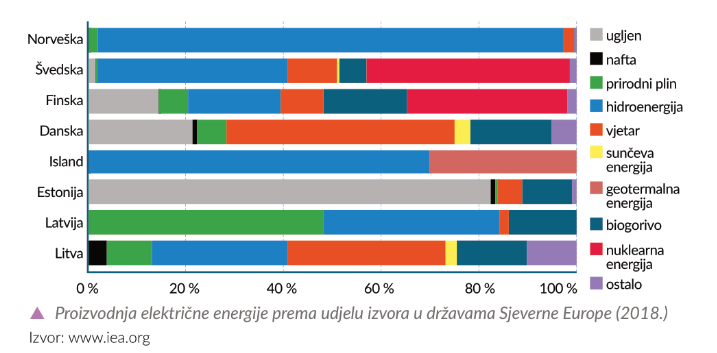 Norveška
Švedska
Finska
Danska
Island
Estonija
Latvija
Litva
0 %
20 %
40 %
60 %
80 %
100 %
ugljen
nafta
prirodni plin
hidroenergija
vjetar
sunčeva
energija
geotermalna
energija
biogorivo
nuklearna
energija
ostalo
Proizvodnja električne energije prema udjelu izvora u državama Sjeverne Europe (2018.)
Izvor: www.iea.org